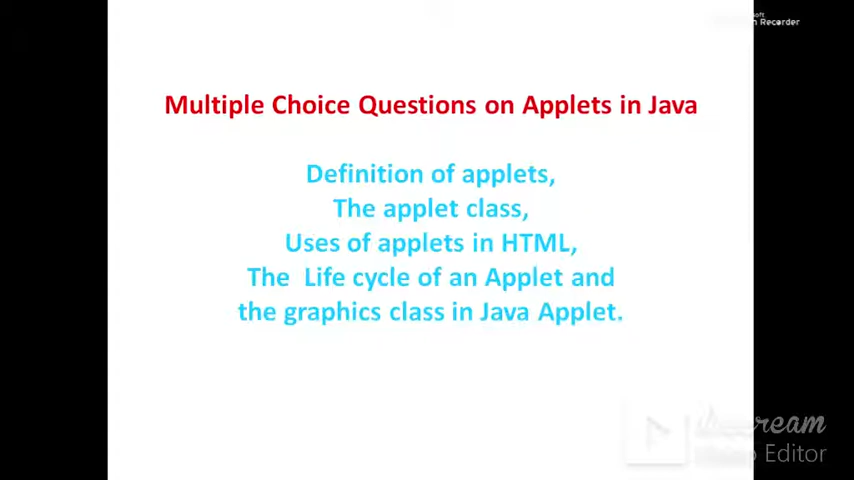 Recorder
Multiple Choice Questions on Applets in Java
Definition of applets,
The applet class,
Uses of applets in HTML,
The Life cycle of an Applet and
the graphics class in Java Applet.
Editor